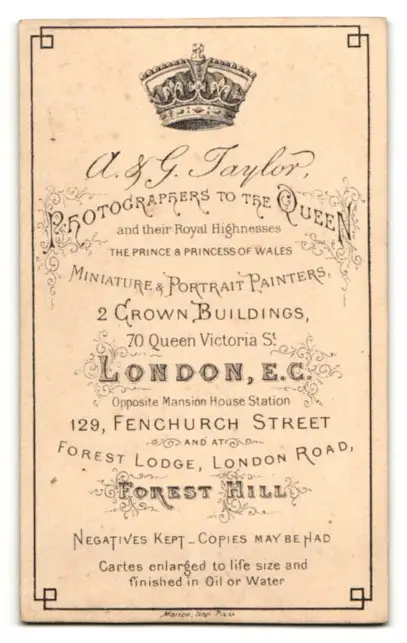 A. & G. Taylor,
Photographers to the Queen
and their Royal Highnesses
the Prince & Princess of Wales
Miniature & Portrait Painters,
2 Crown Buildings,
70 Queen Victoria St.
London, E.C.
Opposite Mansion House Station
129, Fenchurch Street
and at
Forest Lodge, London Road,
Forest Hill
Negatives Kept – Copies may be had
Cartes enlarged to life size and
finished in Oil or Water
Marion, Imp. Paris